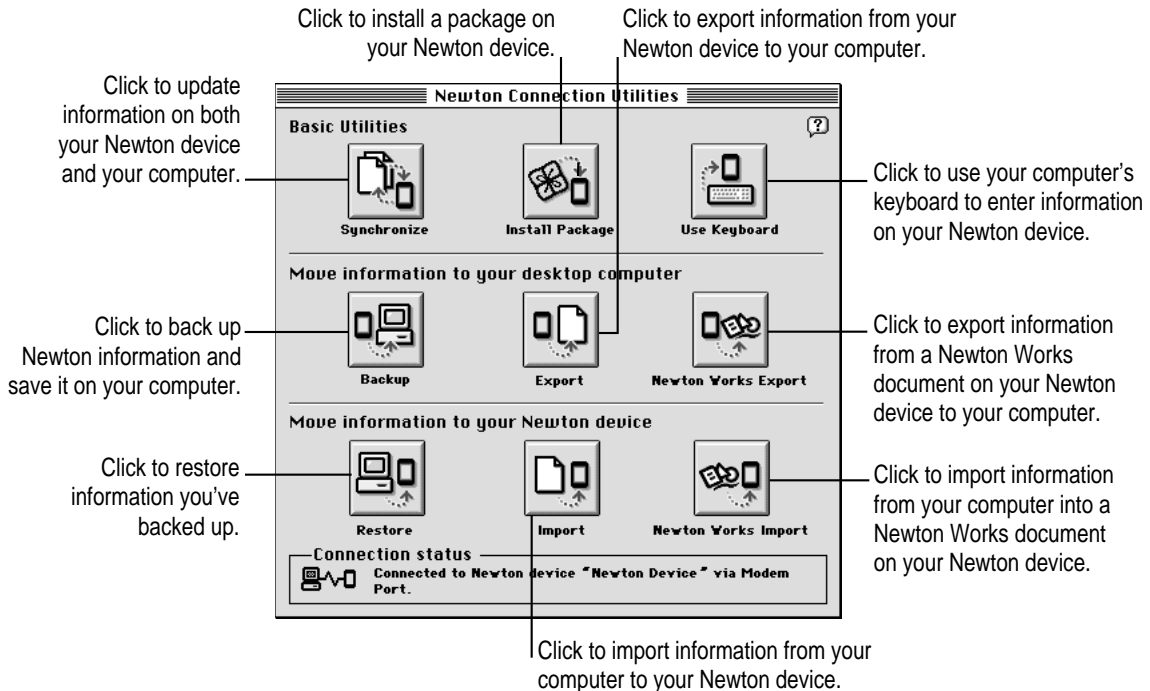 Click to install a package on
your Newton device.
Click to export information from your
Newton device to your computer.
Click to update
information on both
your Newton device
and your computer.
Newton Connection Utilities
Basic Utilities
?
Synchronize
Install Package
Use Keyboard
Click to use your computer’s
keyboard to enter information
on your Newton device.
Move information to your desktop computer
Click to back up
Newton information and
save it on your computer.
Backup
Export
Newton Works Export
Click to export information
from a Newton Works
document on your Newton
device to your computer.
Move information to your Newton device
Click to restore
information you’ve
backed up.
Restore
Import
Newton Works Import
Click to import information
from your computer into a
Newton Works document
on your Newton device.
Connection status
Connected to Newton device “Newton Device” via Modem
Port.
Click to import information from your
computer to your Newton device.